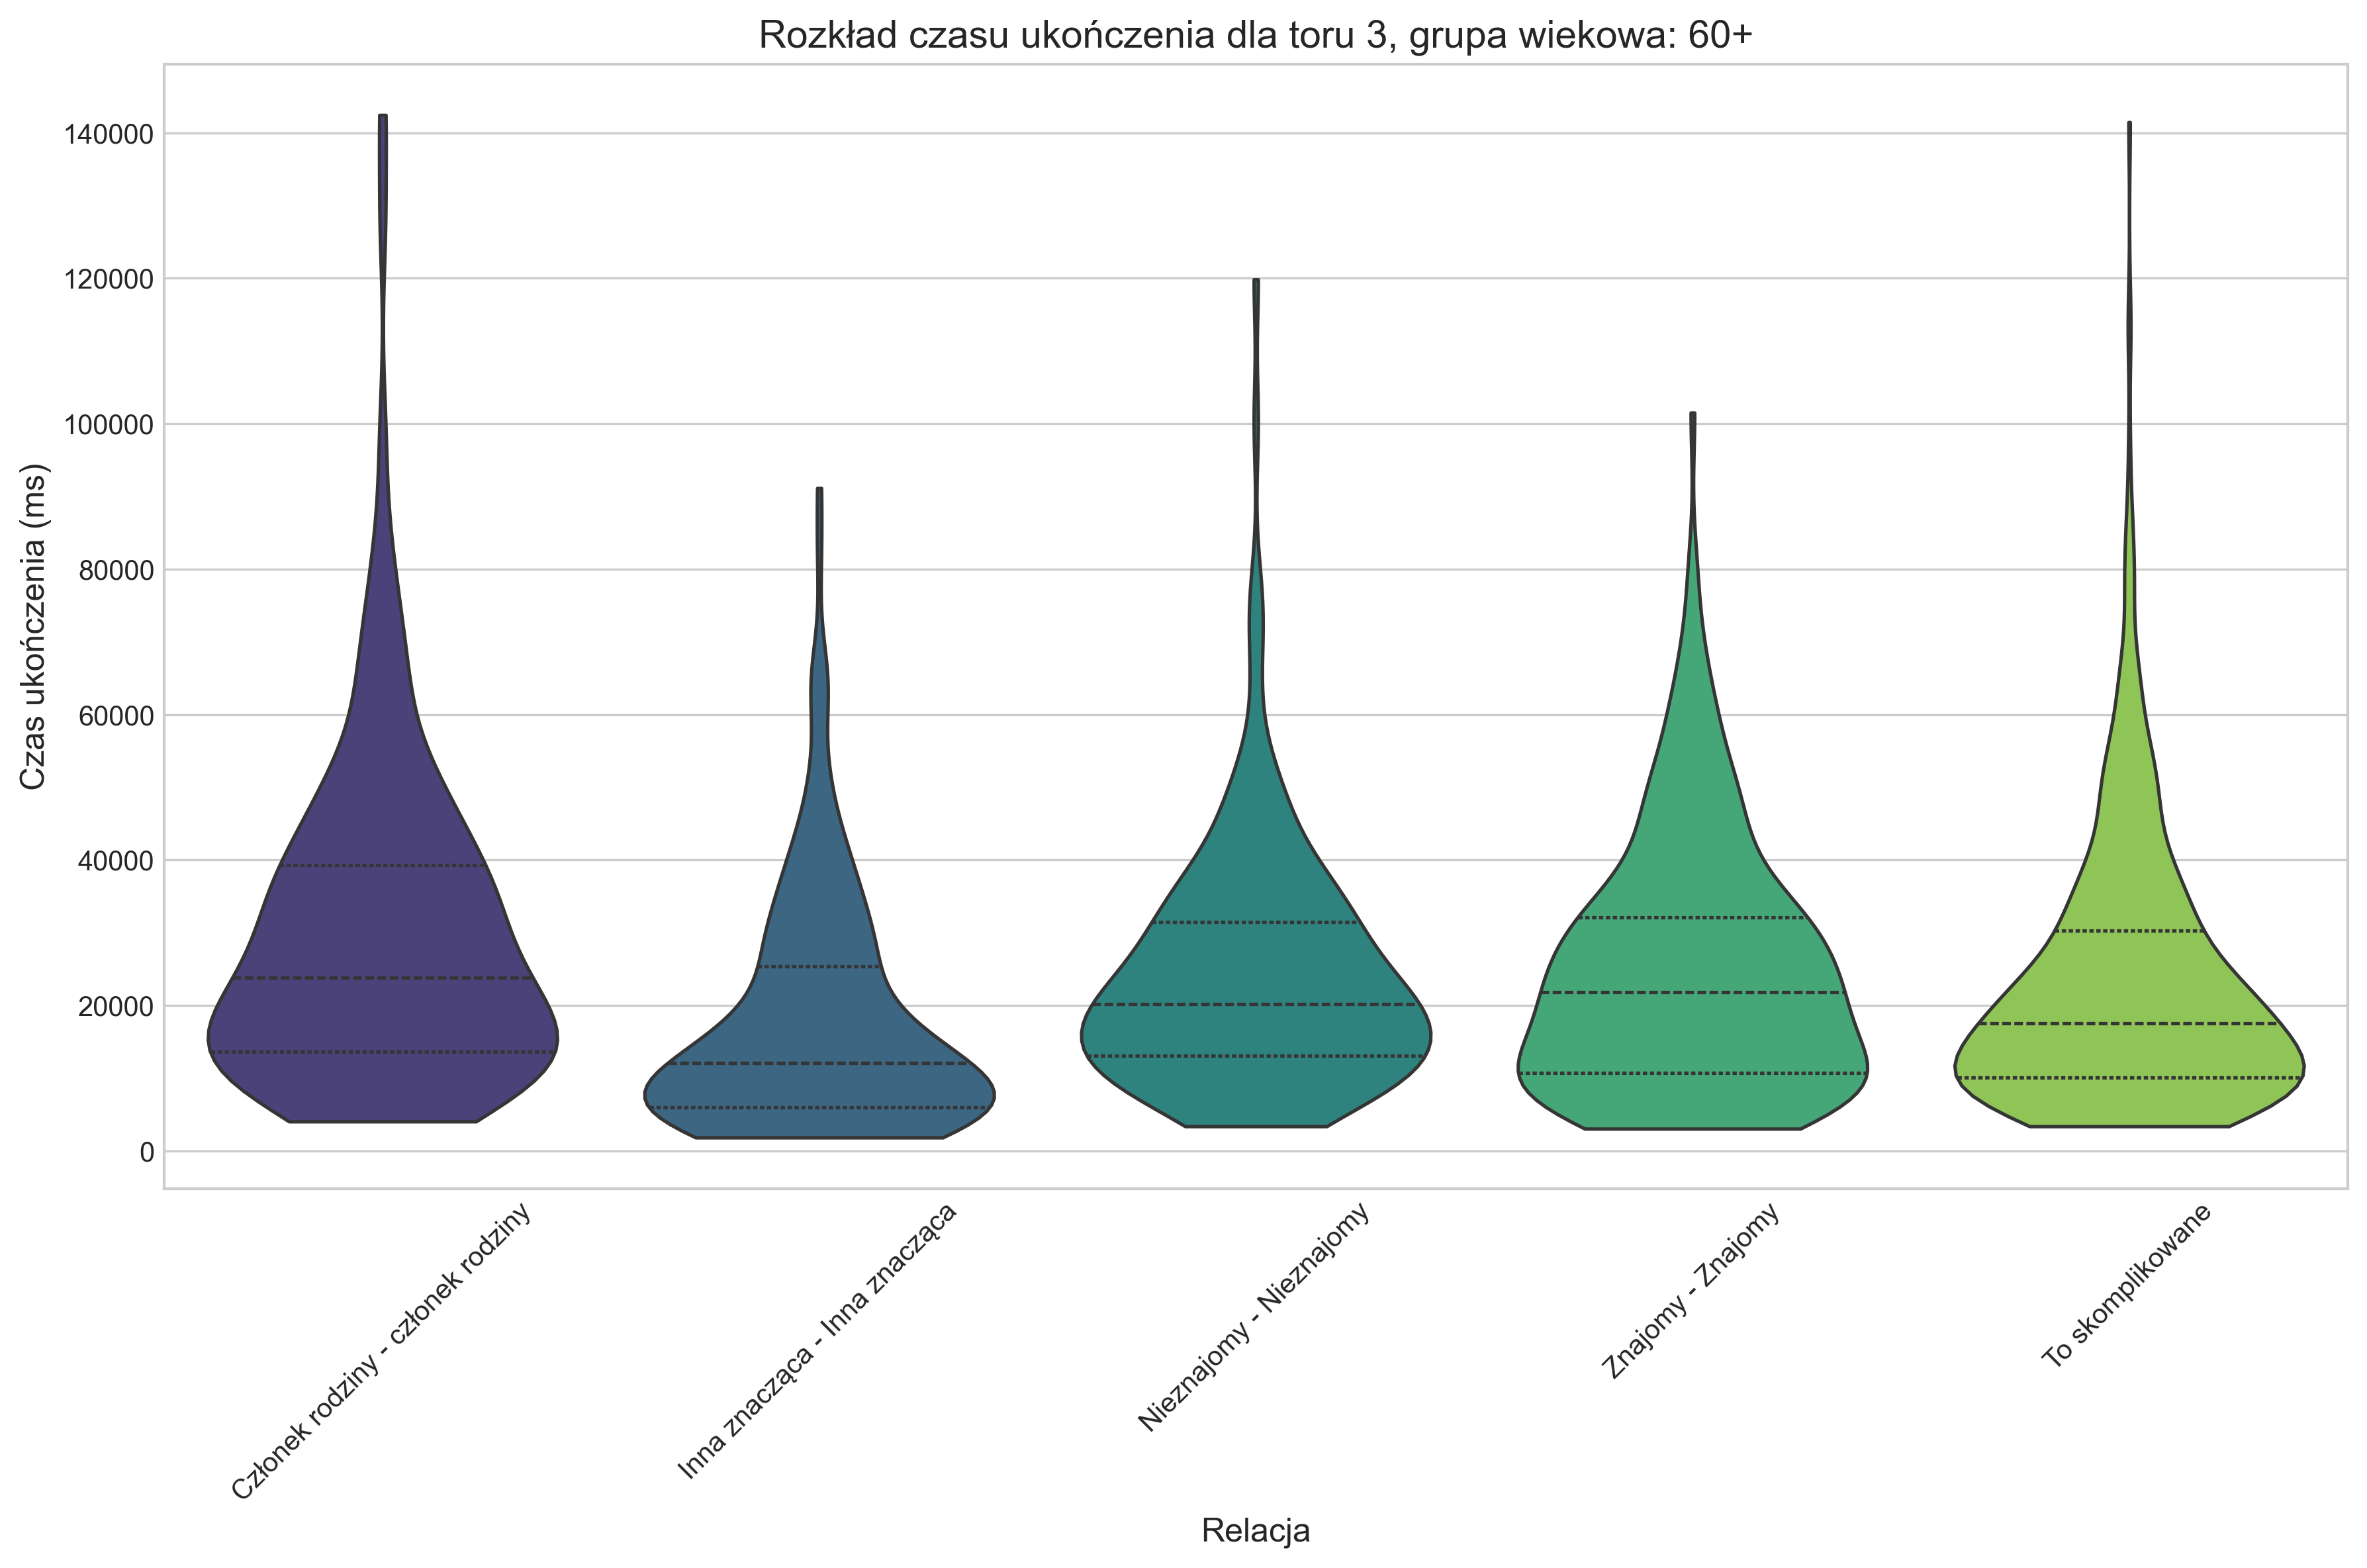 Rozkład czasu ukończenia dla toru 3, grupa wiekowa: 60+
Czas ukończenia (ms)
140000
120000
100000
80000
60000
40000
20000
0
Członek rodziny - członek rodziny
Inna znacząca - Inna znacząca
Nieznajomy - Nieznajomy
Znajomy - Znajomy
To skomplikowane
Relacja